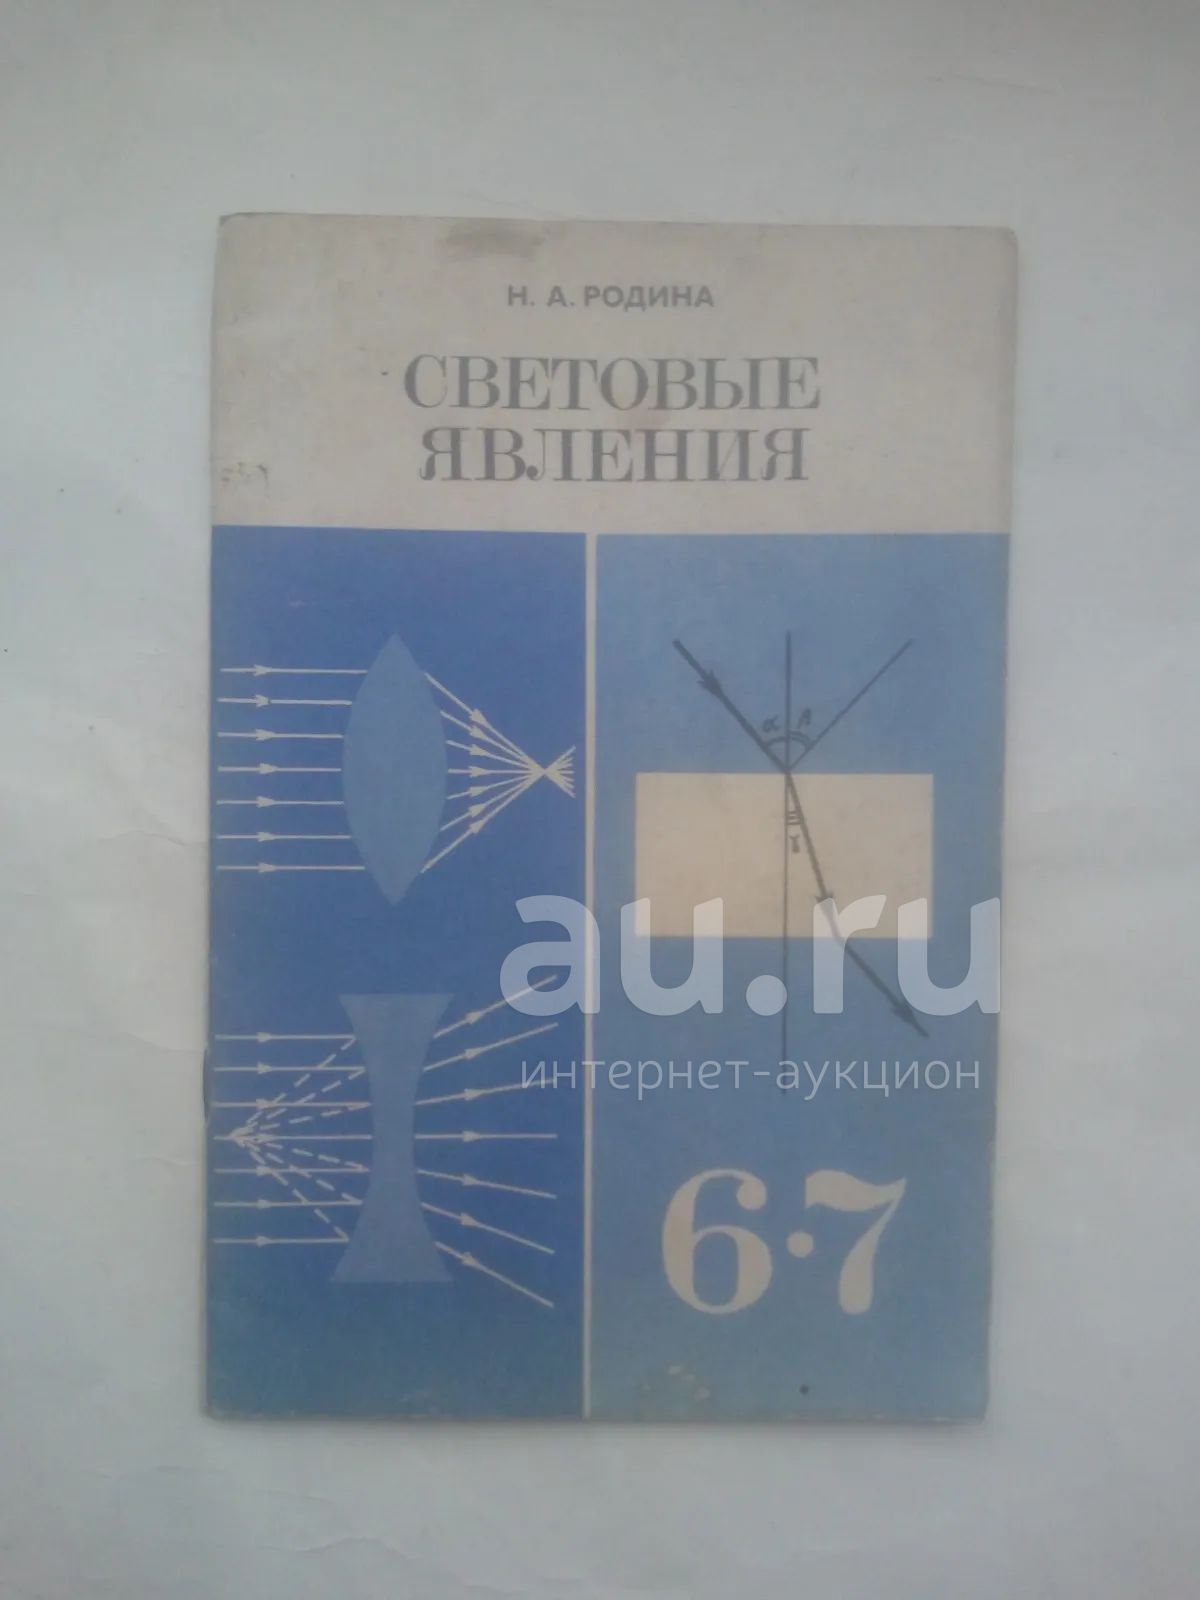 Н. А. РОДИНА
СВЕТОВЫЕ
ЯВЛЕНИЯ
α β
γ
au.ru
интернет-аукцион
6·7